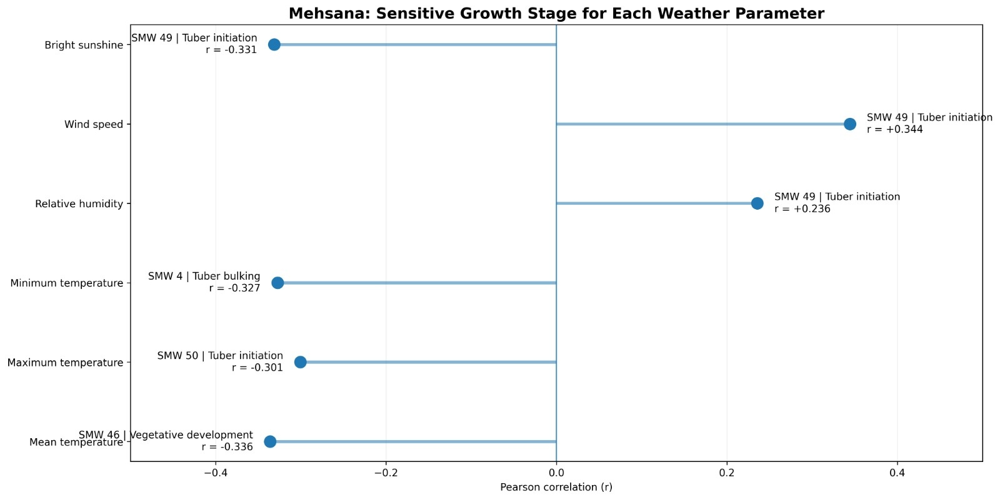 Mehsana: Sensitive Growth Stage for Each Weather Parameter
Bright sunshine
SMW 49 | Tuber initiation
r = -0.331
Wind speed
SMW 49 | Tuber initiation
r = +0.344
Relative humidity
SMW 49 | Tuber initiation
r = +0.236
Minimum temperature
SMW 4 | Tuber bulking
r = -0.327
Maximum temperature
SMW 50 | Tuber initiation
r = -0.301
Mean temperature
SMW 46 | Vegetative development
r = -0.336
−0.4 −0.2 0.0 0.2 0.4
Pearson correlation (r)